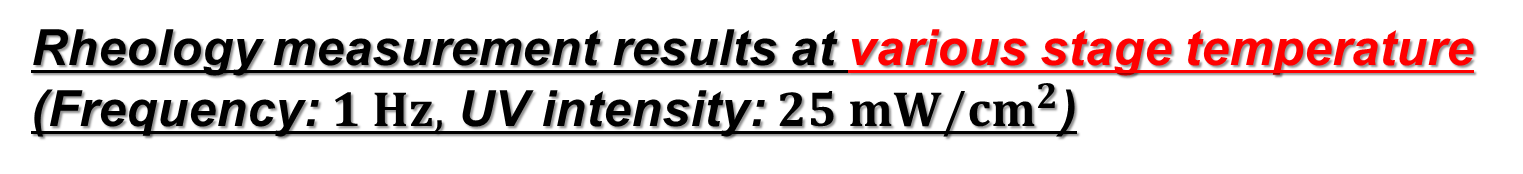 Rheology measurement results at various stage temperature
(Frequency: 1 Hz, UV intensity: 25 mW/cm²)